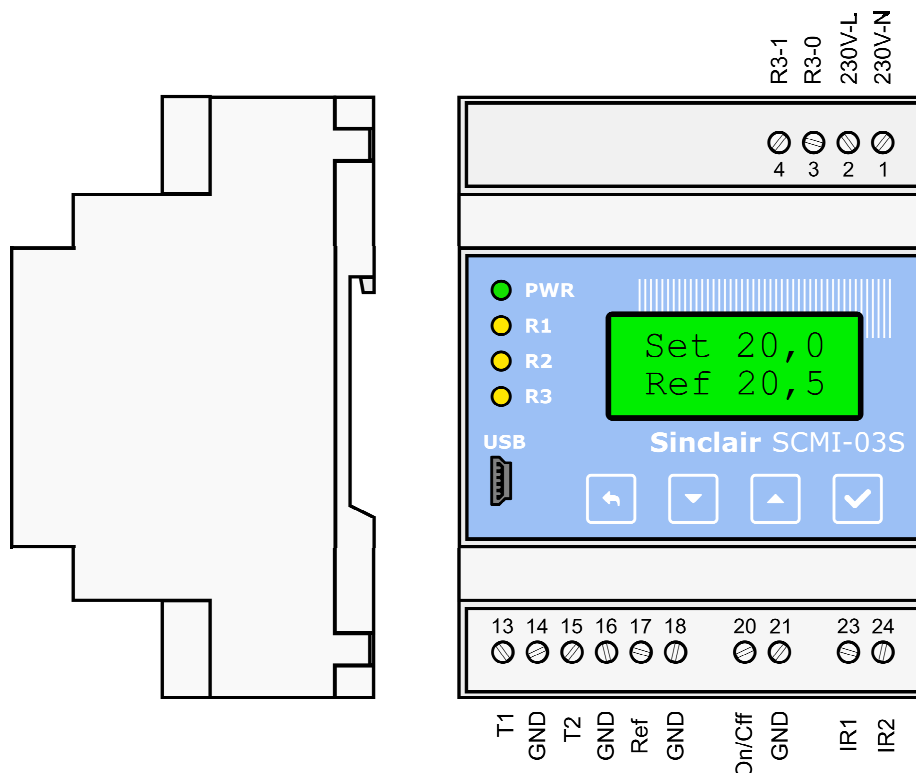 R3-1 R3-0 230V-L 230V-N
4 3 2 1
PWR
R1
R2
R3
Set 20,0
Ref 20,5
USB
Sinclair SCMI-03S
13 14 15 16 17 18 20 21 23 24
T1 GND T2 GND Ref GND On/Cff GND IR1 IR2